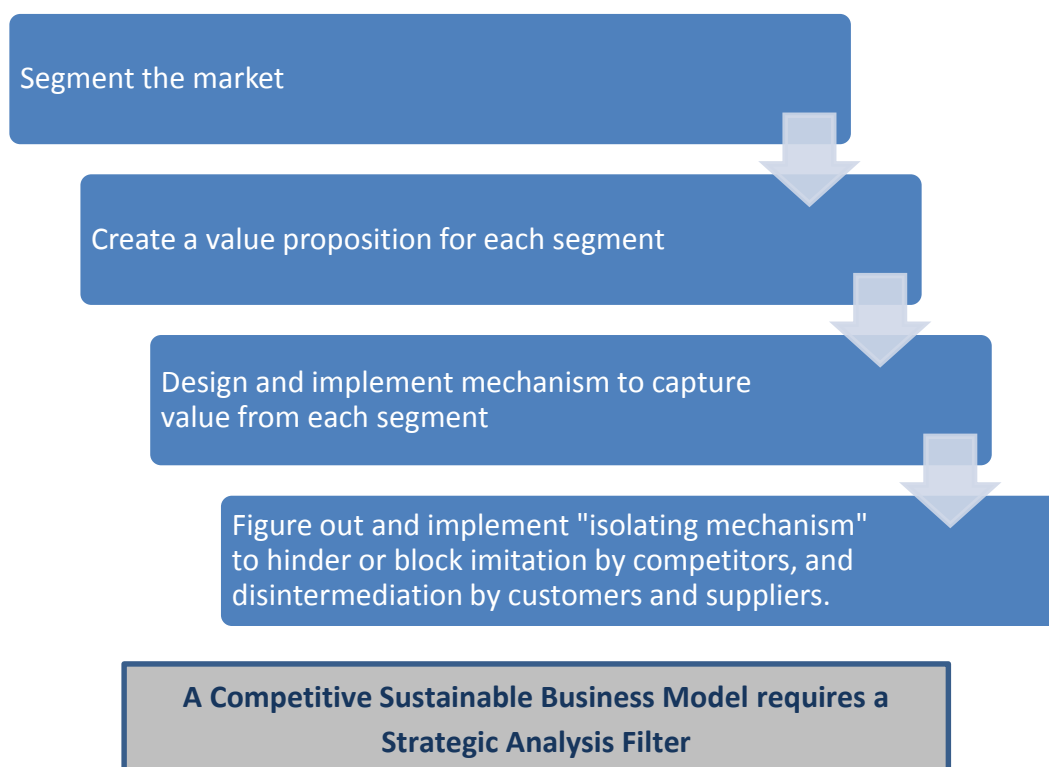 Segment the market
Create a value proposition for each segment
Design and implement mechanism to capture
value from each segment
Figure out and implement "isolating mechanism"
to hinder or block imitation by competitors, and
disintermediation by customers and suppliers.
A Competitive Sustainable Business Model requires a
Strategic Analysis Filter